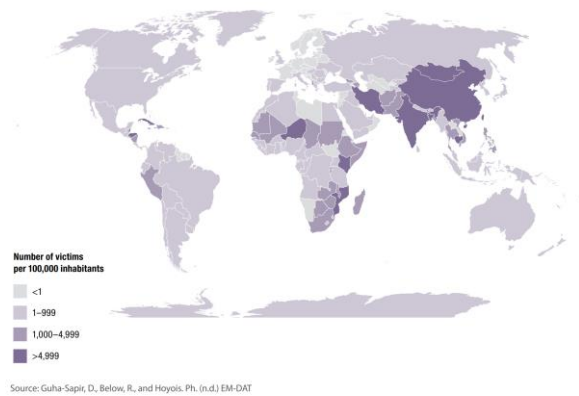 Number of victims
per 100,000 inhabitants
<1
1–999
1,000–4,999
>4,999
Source: Guha-Sapir, D., Below, R., and Hoyois. Ph. (n.d.) EM-DAT